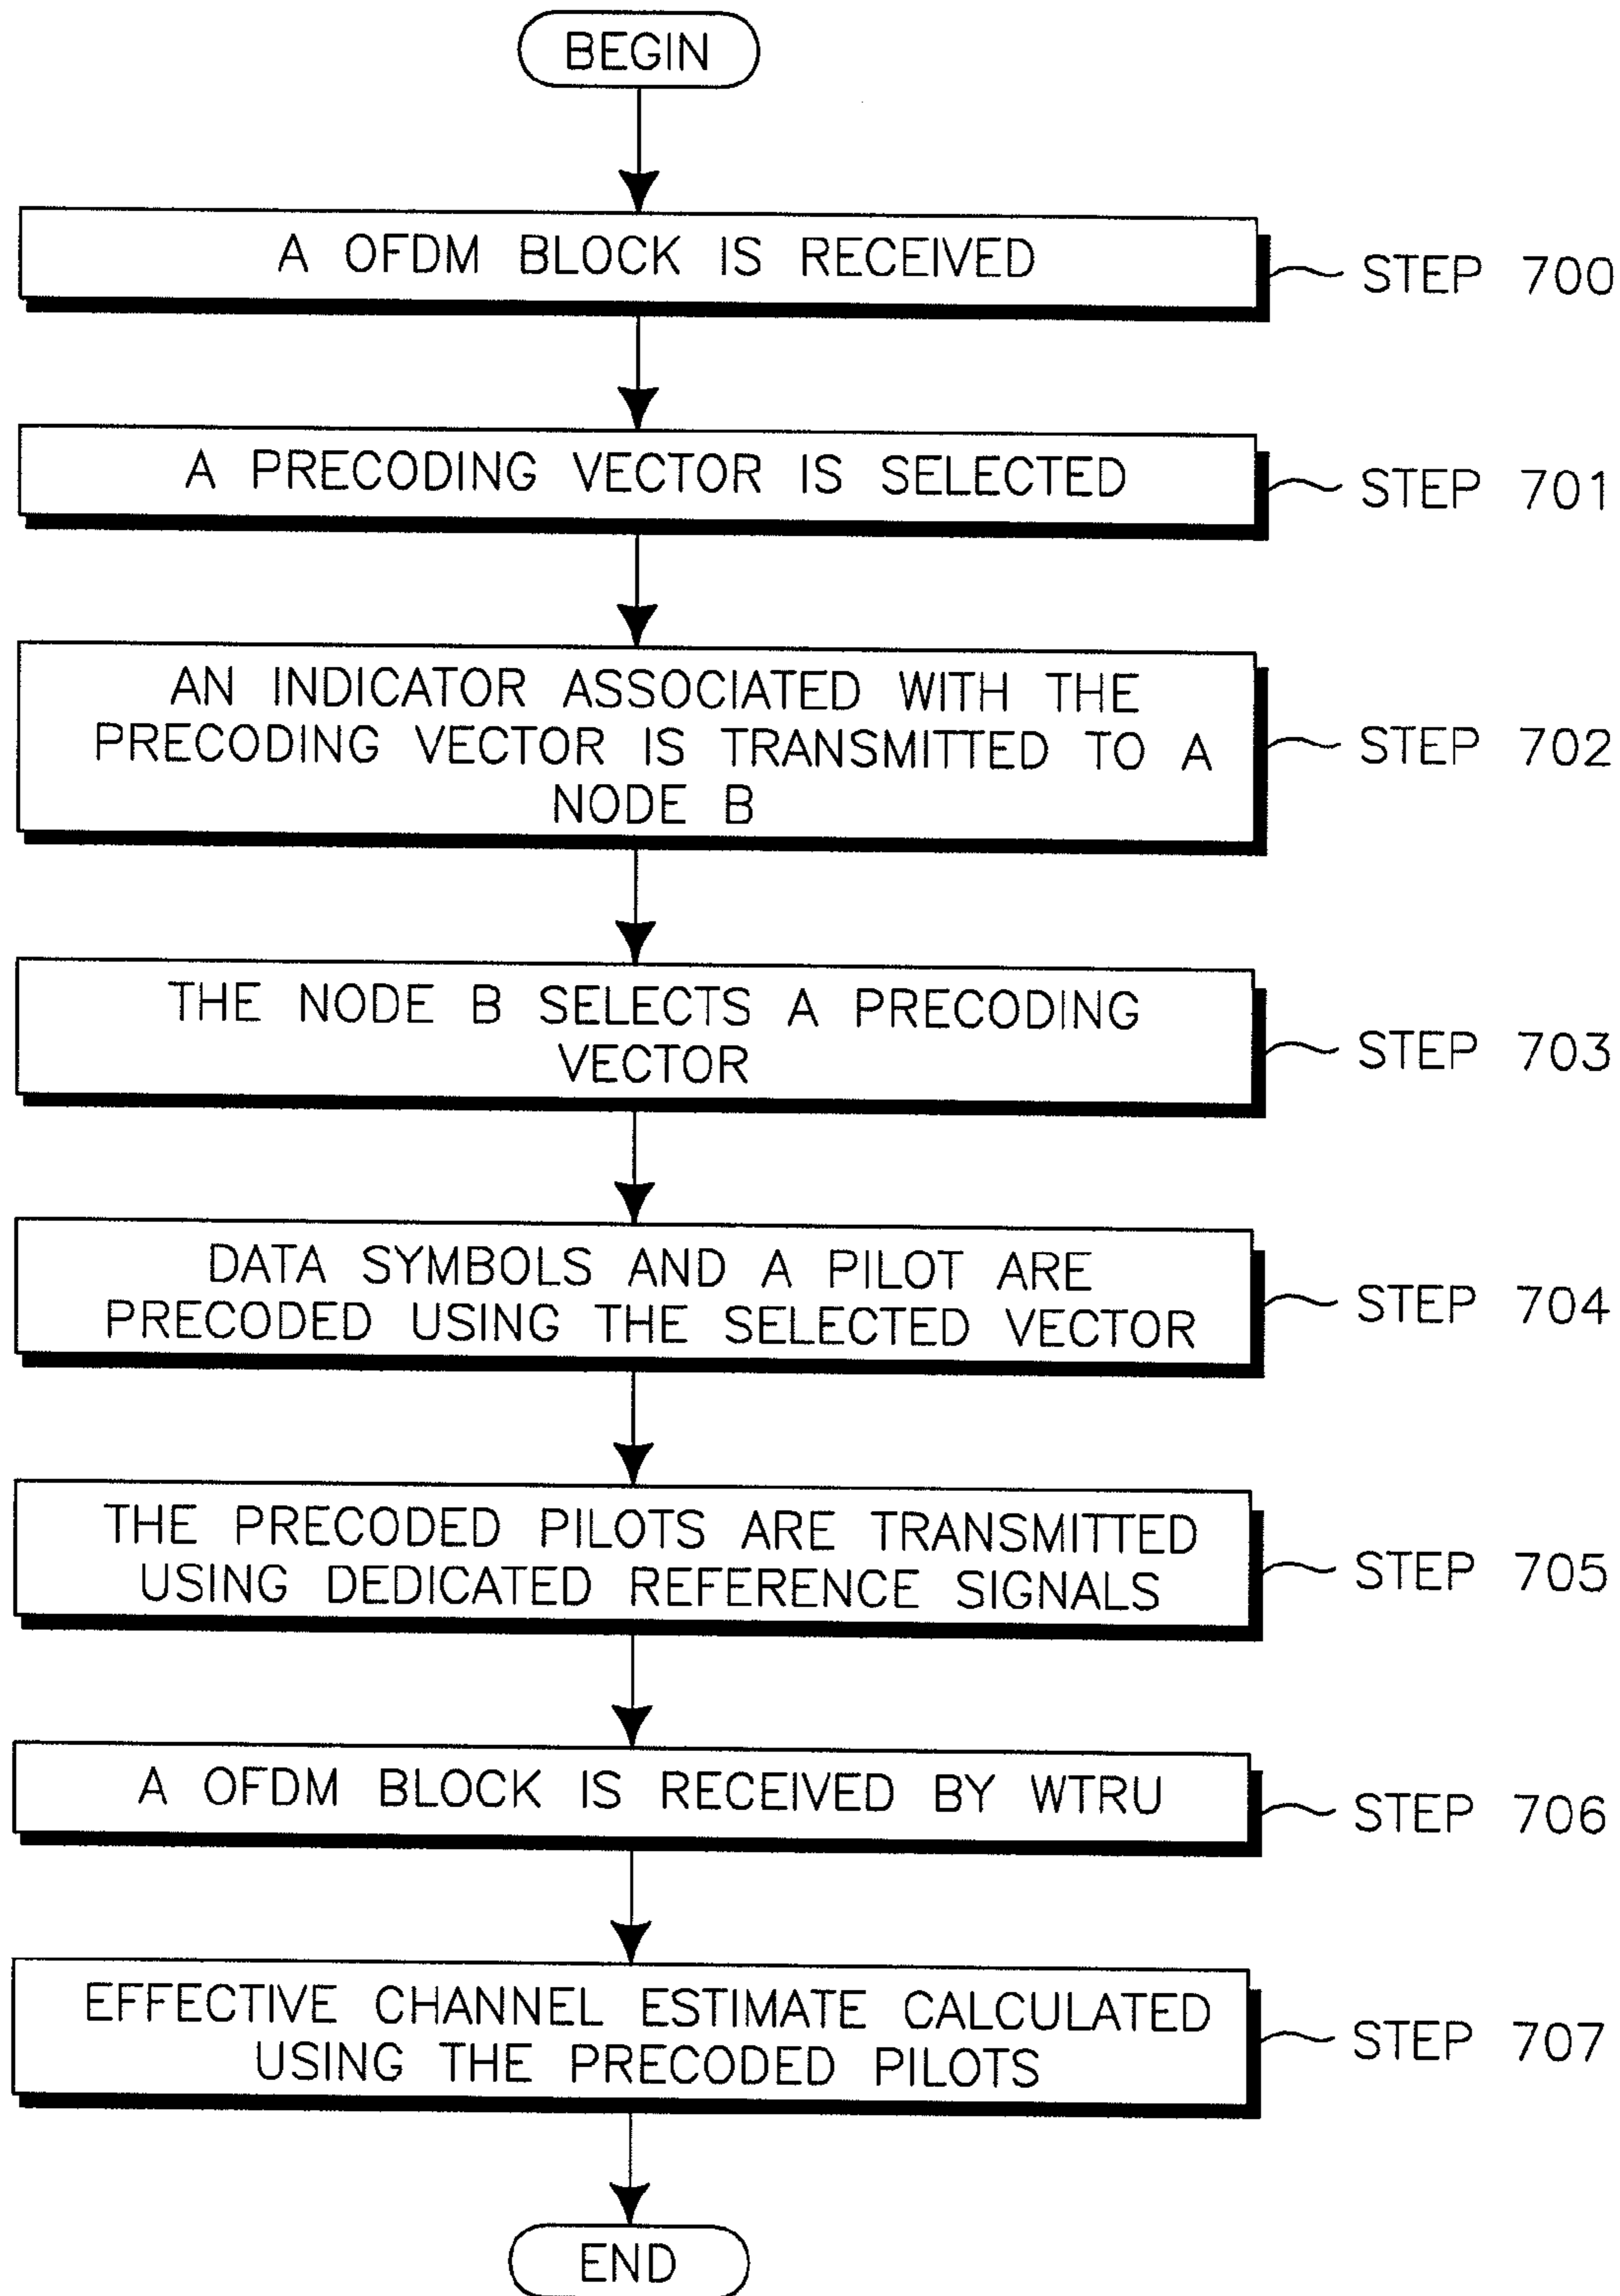 BEGIN
A OFDM BLOCK IS RECEIVED
STEP 700
A PRECODING VECTOR IS SELECTED
STEP 701
AN INDICATOR ASSOCIATED WITH THE
PRECODING VECTOR IS TRANSMITTED TO A
NODE B
STEP 702
THE NODE B SELECTS A PRECODING
VECTOR
STEP 703
DATA SYMBOLS AND A PILOT ARE
PRECODED USING THE SELECTED VECTOR
STEP 704
THE PRECODED PILOTS ARE TRANSMITTED
USING DEDICATED REFERENCE SIGNALS
STEP 705
A OFDM BLOCK IS RECEIVED BY WTRU
STEP 706
EFFECTIVE CHANNEL ESTIMATE CALCULATED
USING THE PRECODED PILOTS
STEP 707
END